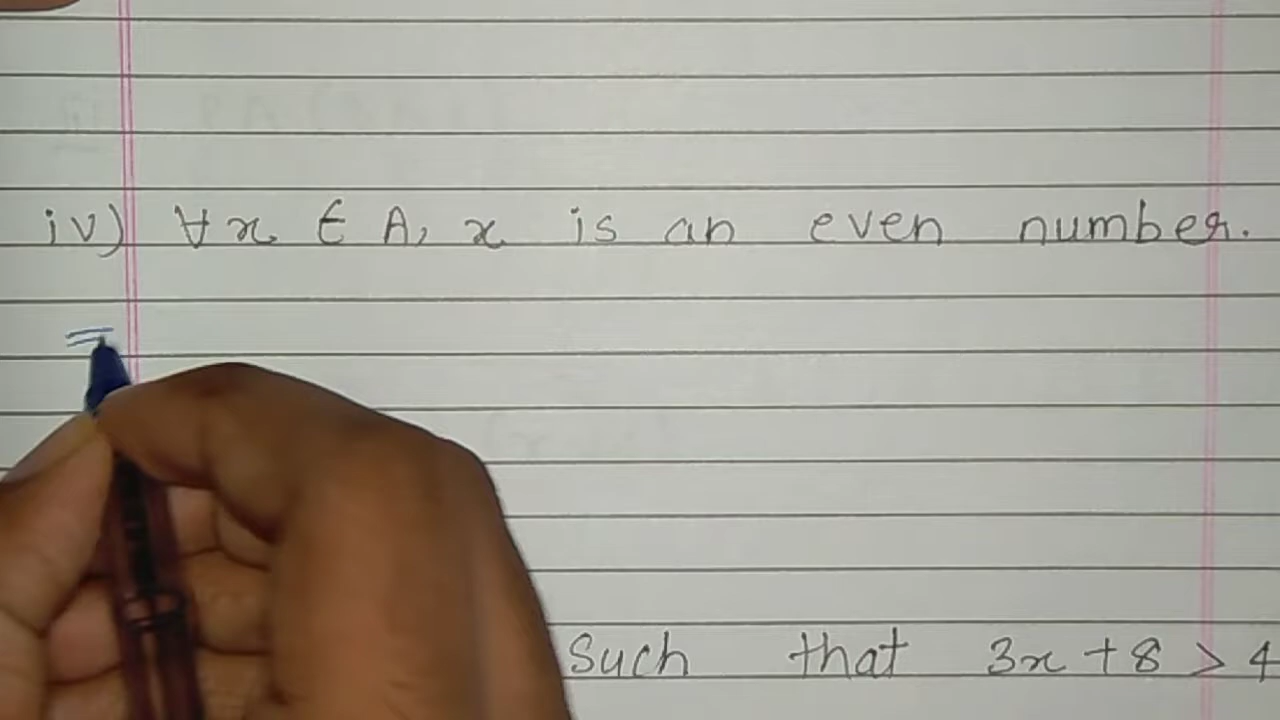 iv) ∀x ∈ A, x is an even number.
=
Such that 3x + 8 > 4